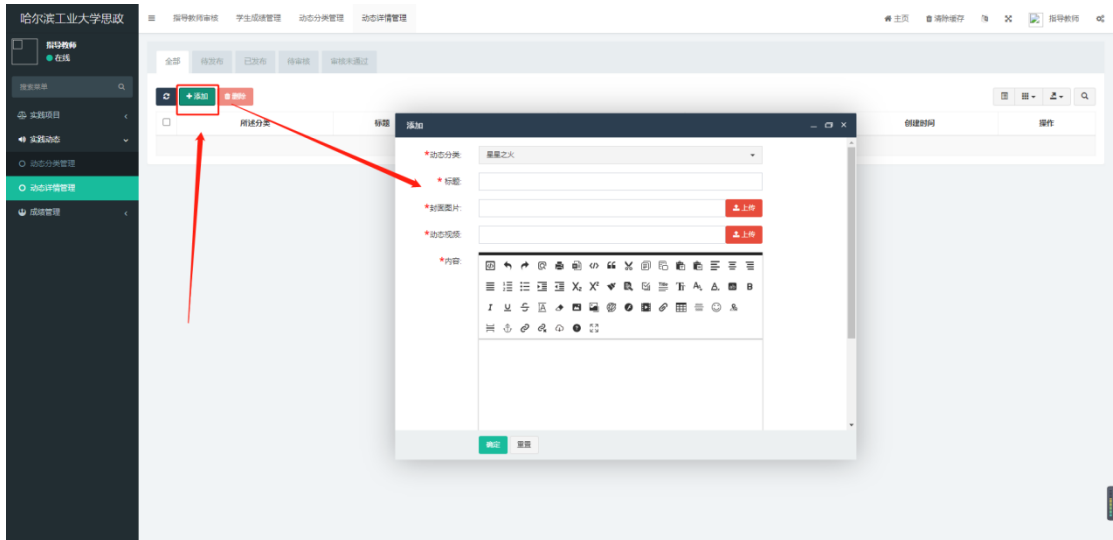 哈尔滨工业大学思政
指导教师审核 学生成绩管理 动态分类管理 动态详情管理
主页 清除缓存 指导教师
指导教师
在线
搜索菜单
实践项目
实践动态
动态分类管理
动态详情管理
成绩管理
全部 待发布 已发布 待审核 审核未通过
添加 删除
所述分类 标题 创建时间 操作
添加
*动态分类: 星星之火
*标题:
*封面图片: 上传
*动态视频: 上传
*内容:
确定 重置